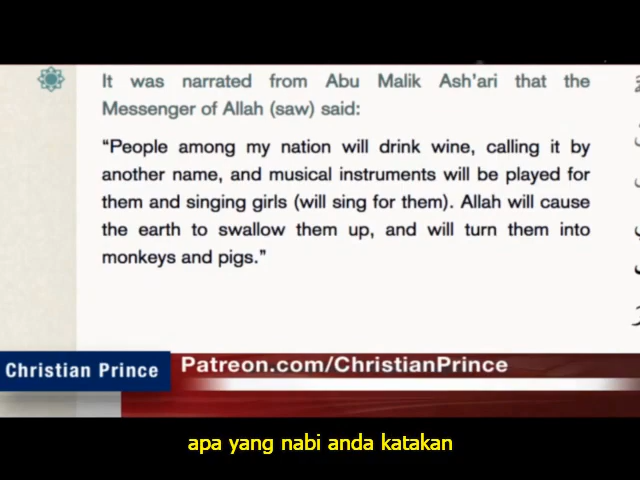 It was narrated from Abu Malik Ash'ari that the
Messenger of Allah (saw) said:
“People among my nation will drink wine, calling it by
another name, and musical instruments will be played for
them and singing girls (will sing for them). Allah will cause
the earth to swallow them up, and will turn them into
monkeys and pigs.”
Christian Prince
Patreon.com/ChristianPrince
apa yang nabi anda katakan